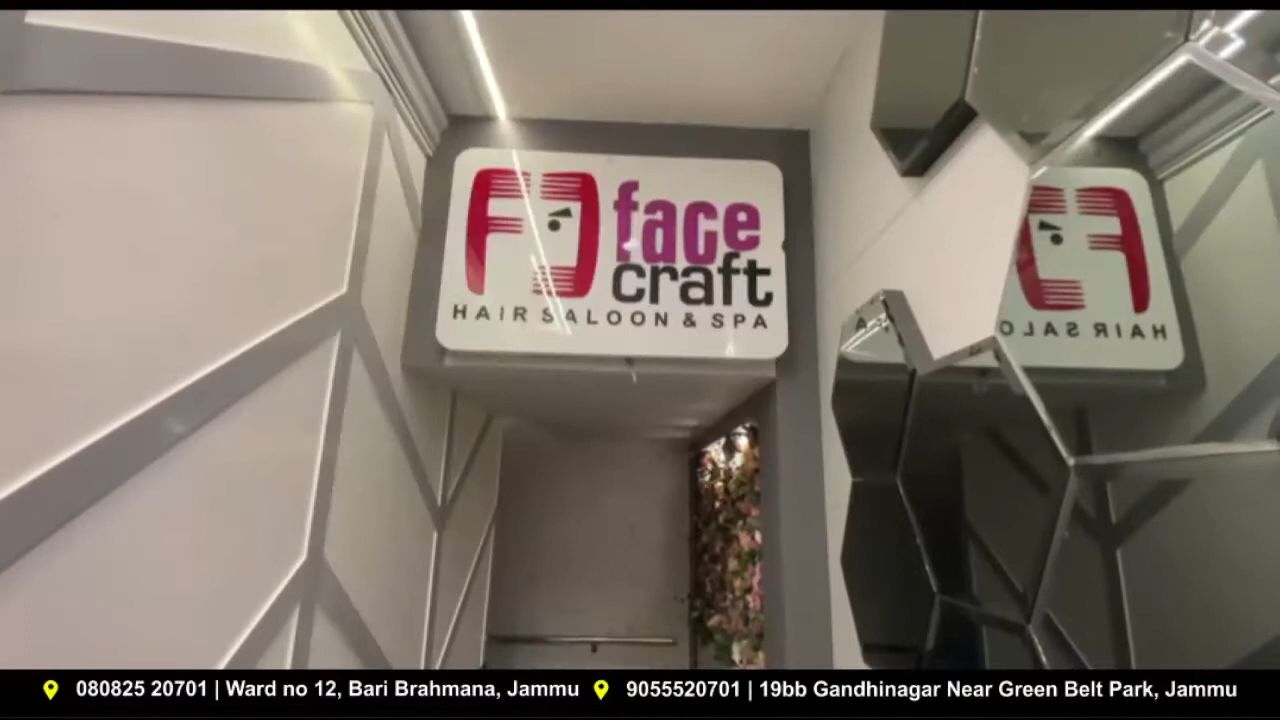 face
craft
HAIR SALOON & SPA
HAIR SALO
080825 20701 | Ward no 12, Bari Brahmana, Jammu
9055520701 | 19bb Gandhinagar Near Green Belt Park, Jammu